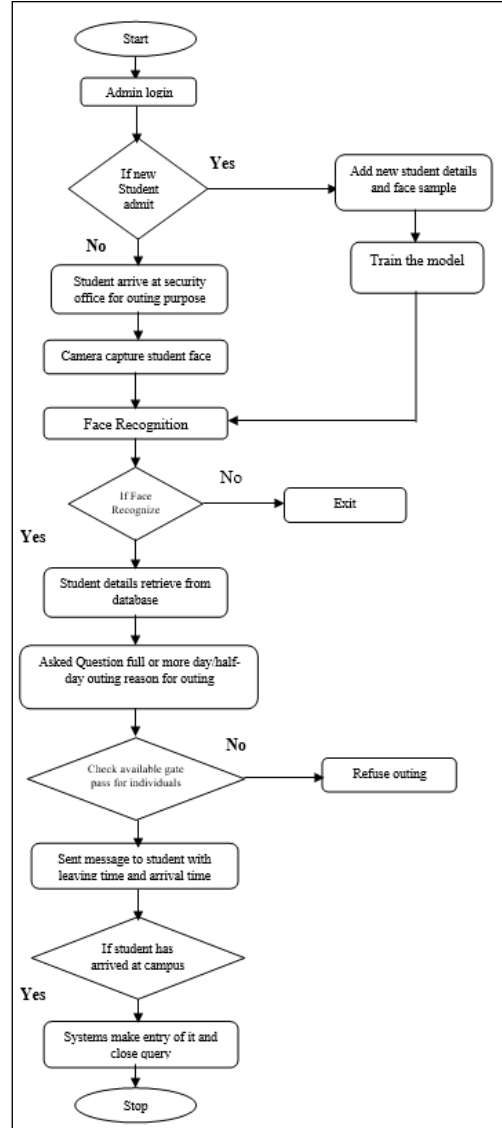 Start
Admin login
Yes
If new
Student
admit
Add new student details
and face sample
No
Train the model
Student arrive at security
office for outing purpose
Camera capture student face
Face Recognition
No
If Face
Recognize
Exit
Yes
Student details retrieve from
database
Asked Question full or more day/half-
day outing reason for outing
No
Check available gate
pass for individuals
Refuse outing
Sent message to student with
leaving time and arrival time
If student has
arrived at campus
Yes
Systems make entry of it and
close query
Stop